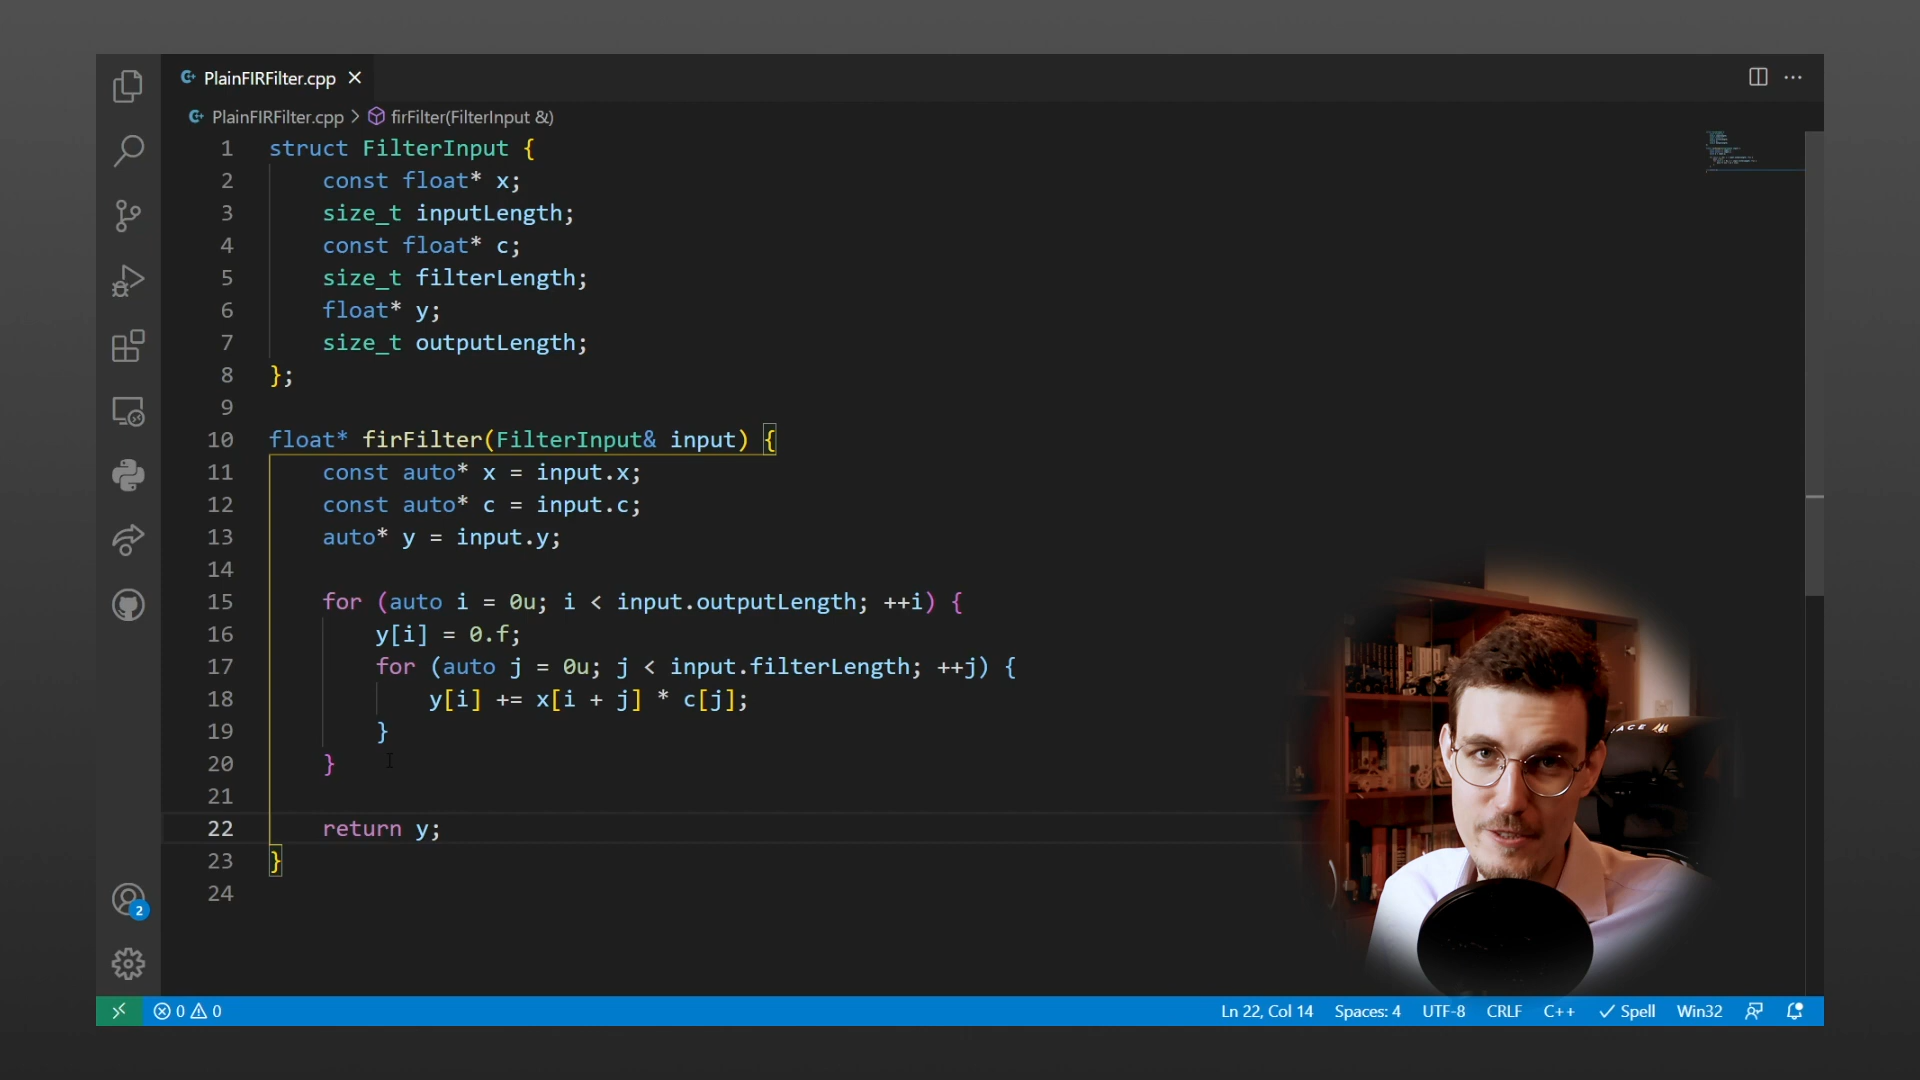 PlainFIRFilter.cpp
PlainFIRFilter.cpp > firFilter(FilterInput &)
1 struct FilterInput {
2 const float* x;
3 size_t inputLength;
4 const float* c;
5 size_t filterLength;
6 float* y;
7 size_t outputLength;
8 };
9
10 float* firFilter(FilterInput& input) {
11 const auto* x = input.x;
12 const auto* c = input.c;
13 auto* y = input.y;
14
15 for (auto i = 0u; i < input.outputLength; ++i) {
16 y[i] = 0.f;
17 for (auto j = 0u; j < input.filterLength; ++j) {
18 y[i] += x[i + j] * c[j];
19 }
20 }
21
22 return y;
23 }
24
2
0 0
Ln 22, Col 14 Spaces: 4 UTF-8 CRLF C++ Spell Win32